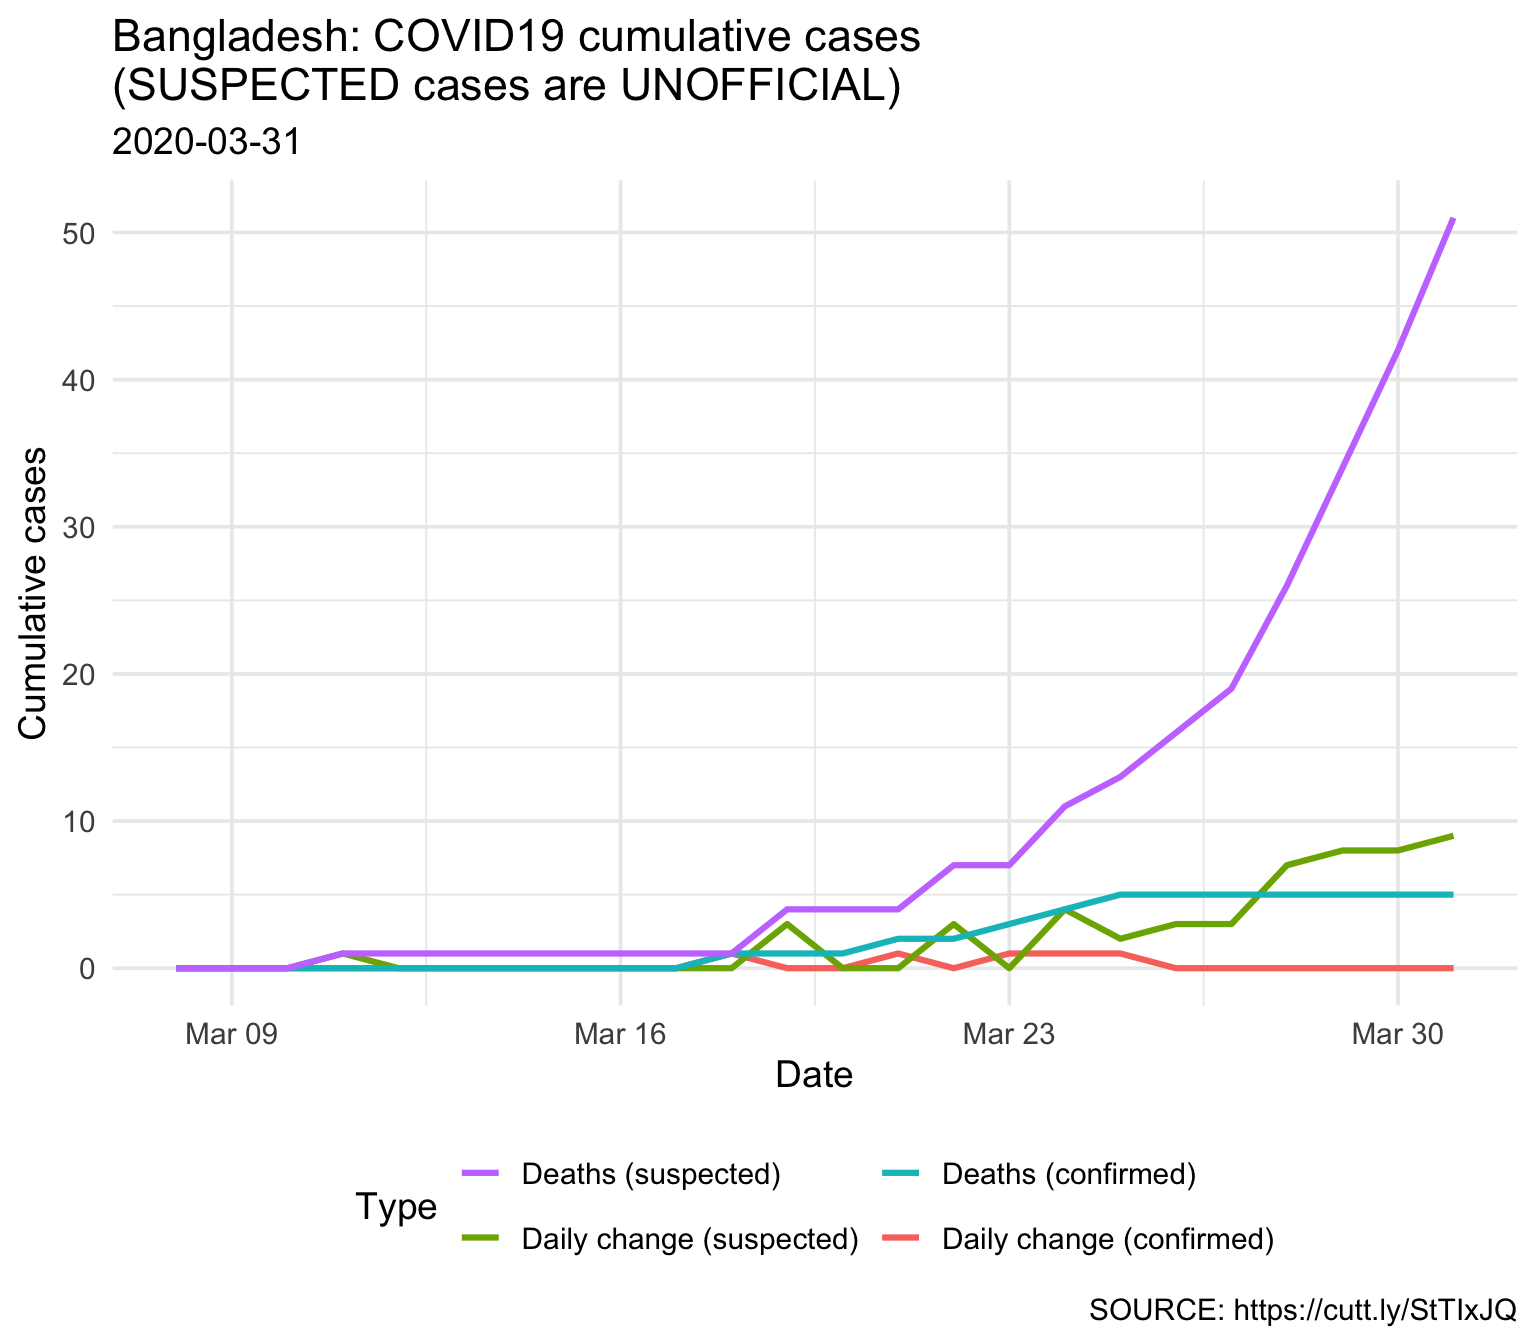 Bangladesh: COVID19 cumulative cases
(SUSPECTED cases are UNOFFICIAL)
2020-03-31
Cumulative cases
50
40
30
20
10
0
Mar 09
Mar 16
Mar 23
Mar 30
Date
Type
Deaths (suspected)
Deaths (confirmed)
Daily change (suspected)
Daily change (confirmed)
SOURCE: https://cutt.ly/StTIxJQ